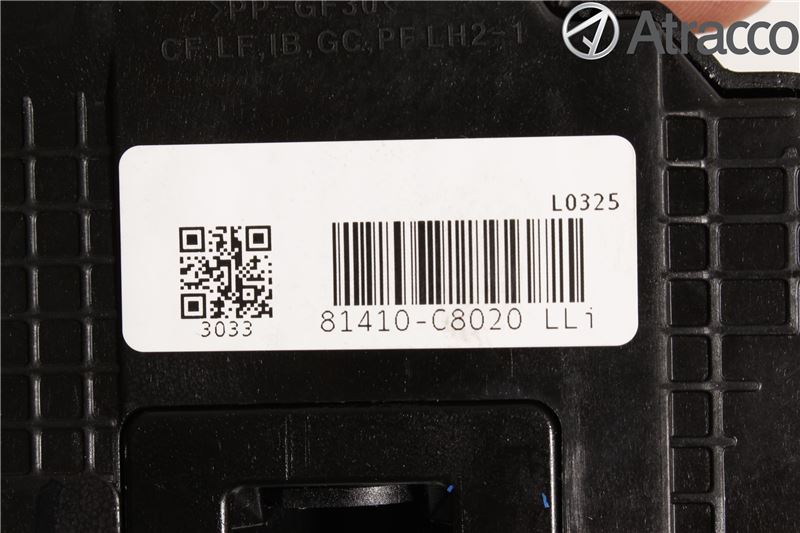 >PP-GF30<
CF,LF,IB,GC,PF LH2-1
Atracco
L0325
3033
81410-C8020 LLi